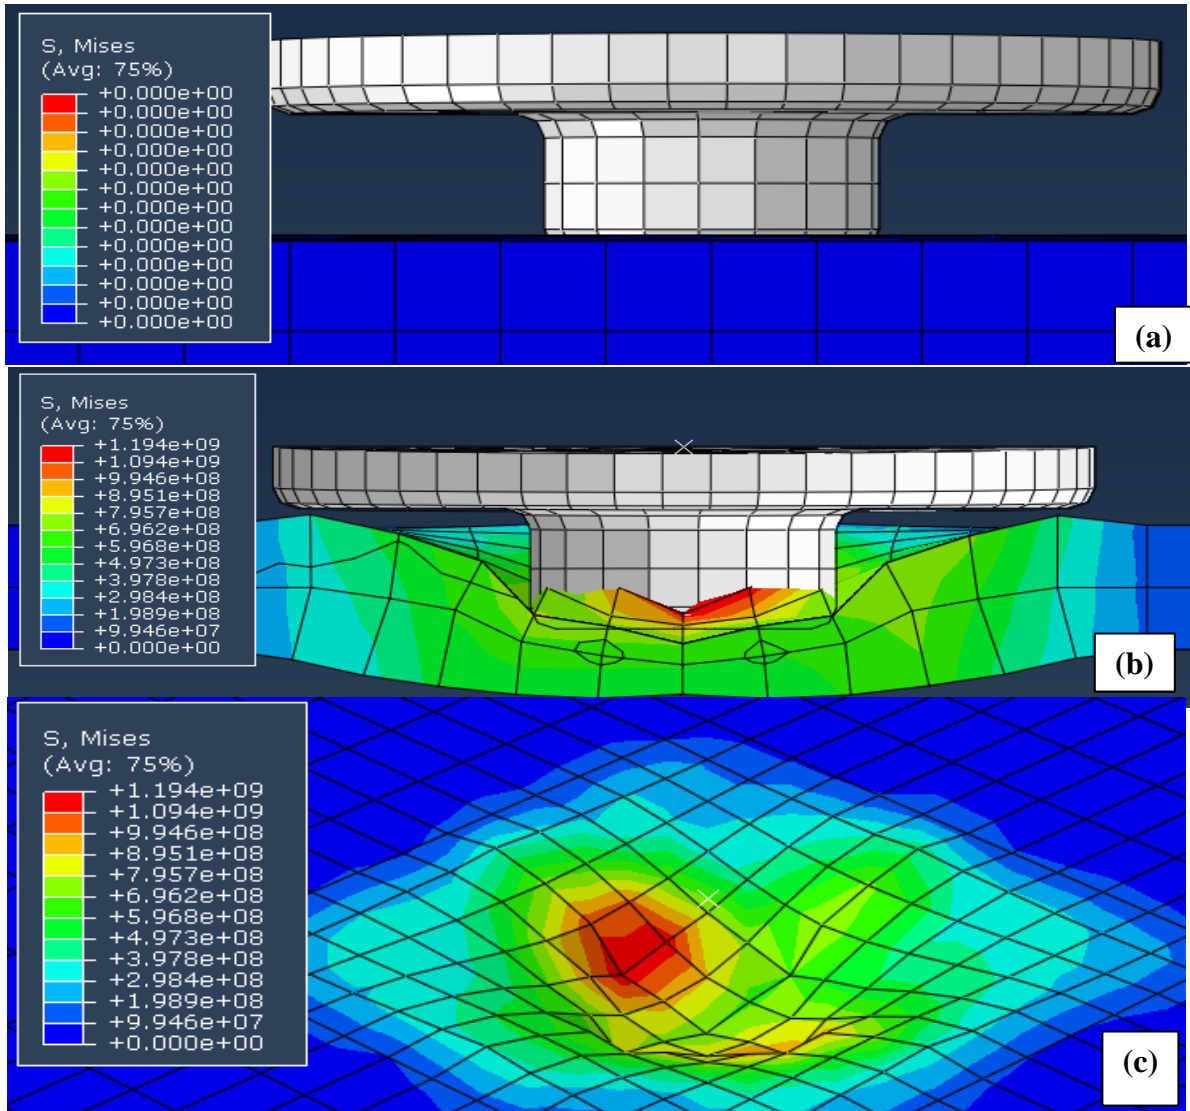 S, Mises
(Avg: 75%)
+0.000e+00
+0.000e+00
+0.000e+00
+0.000e+00
+0.000e+00
+0.000e+00
+0.000e+00
+0.000e+00
+0.000e+00
+0.000e+00
+0.000e+00
+0.000e+00
+0.000e+00
(a)
S, Mises
(Avg: 75%)
+1.194e+09
+1.094e+09
+9.946e+08
+8.951e+08
+7.957e+08
+6.962e+08
+5.968e+08
+4.973e+08
+3.978e+08
+2.984e+08
+1.989e+08
+9.946e+07
+0.000e+00
(b)
S, Mises
(Avg: 75%)
+1.194e+09
+1.094e+09
+9.946e+08
+8.951e+08
+7.957e+08
+6.962e+08
+5.968e+08
+4.973e+08
+3.978e+08
+2.984e+08
+1.989e+08
+9.946e+07
+0.000e+00
(c)